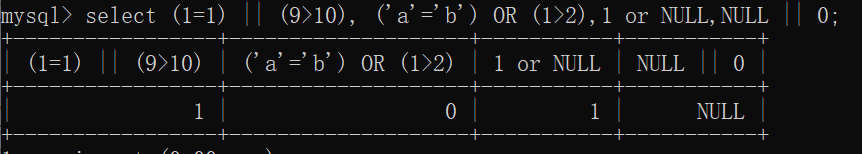 mysql> select (1=1) || (9>10), ('a'='b') OR (1>2),1 or NULL,NULL || 0;
+-----------------+--------------------+-----------+-----------+
| (1=1) || (9>10) | ('a'='b') OR (1>2) | 1 or NULL | NULL || 0 |
+-----------------+--------------------+-----------+-----------+
| 1 | 0 | 1 | NULL |
+-----------------+--------------------+-----------+-----------+